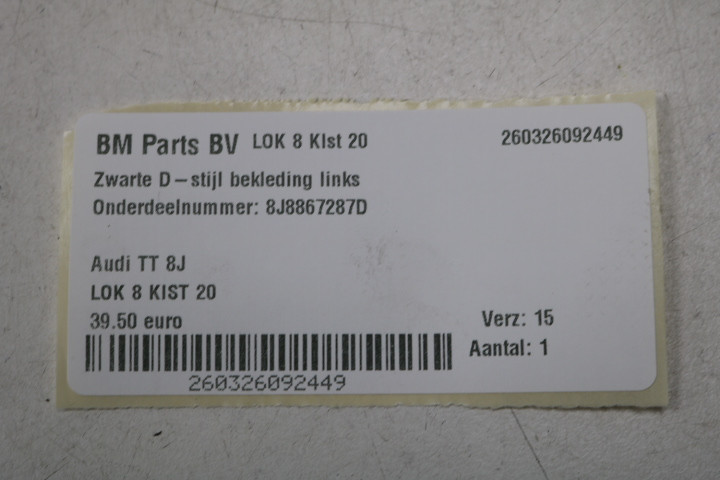 BM Parts BV LOK 8 KIst 20 260326092449
Zwarte D-stijl bekleding links
Onderdeelnummer: 8J8867287D
Audi TT 8J
LOK 8 KIST 20
39.50 euro Verz: 15
Aantal: 1
260326092449